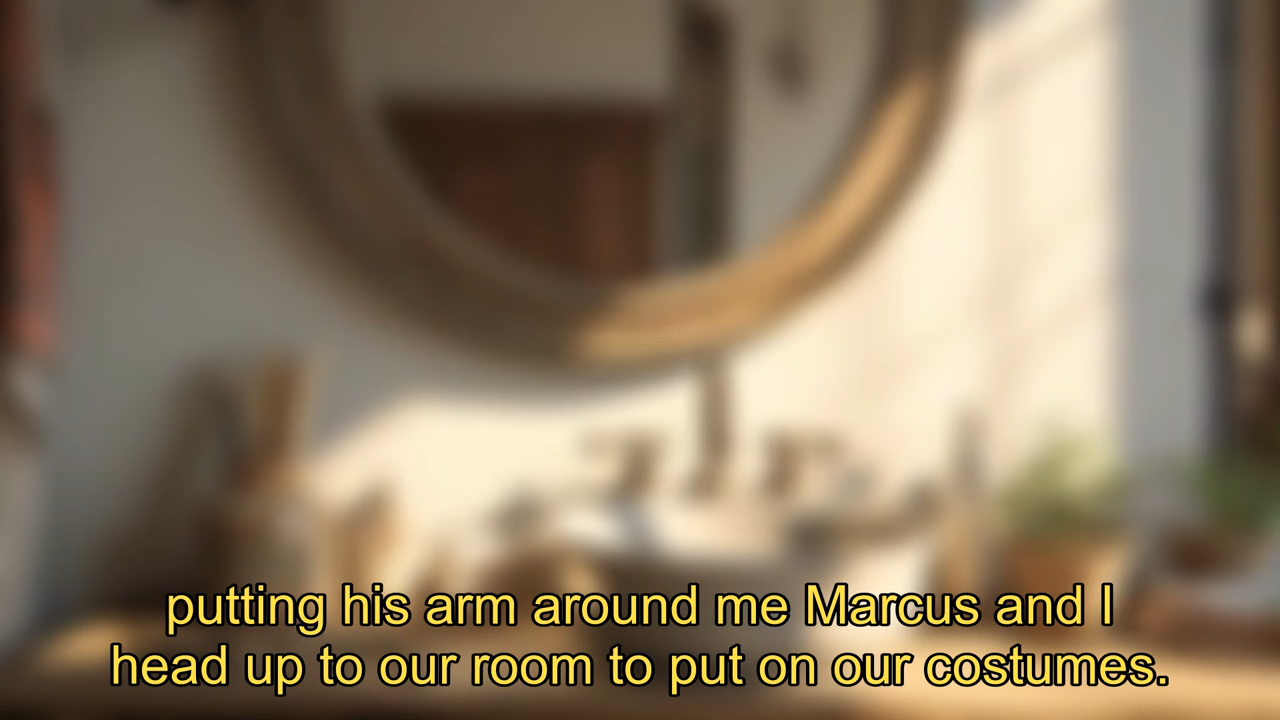 putting his arm around me Marcus and I
head up to our room to put on our costumes.